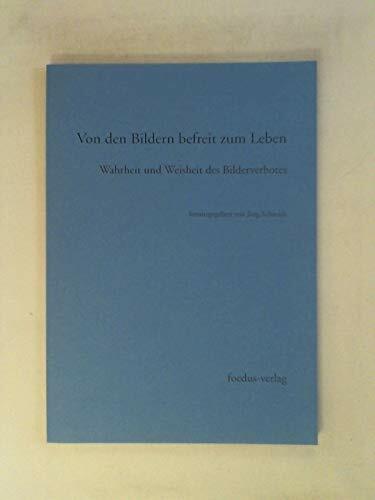 Von den Bildern befreit zum Leben
Wahrheit und Weisheit des Bilderverbotes
herausgegeben von Jörg Schmidt
foedus-verlag